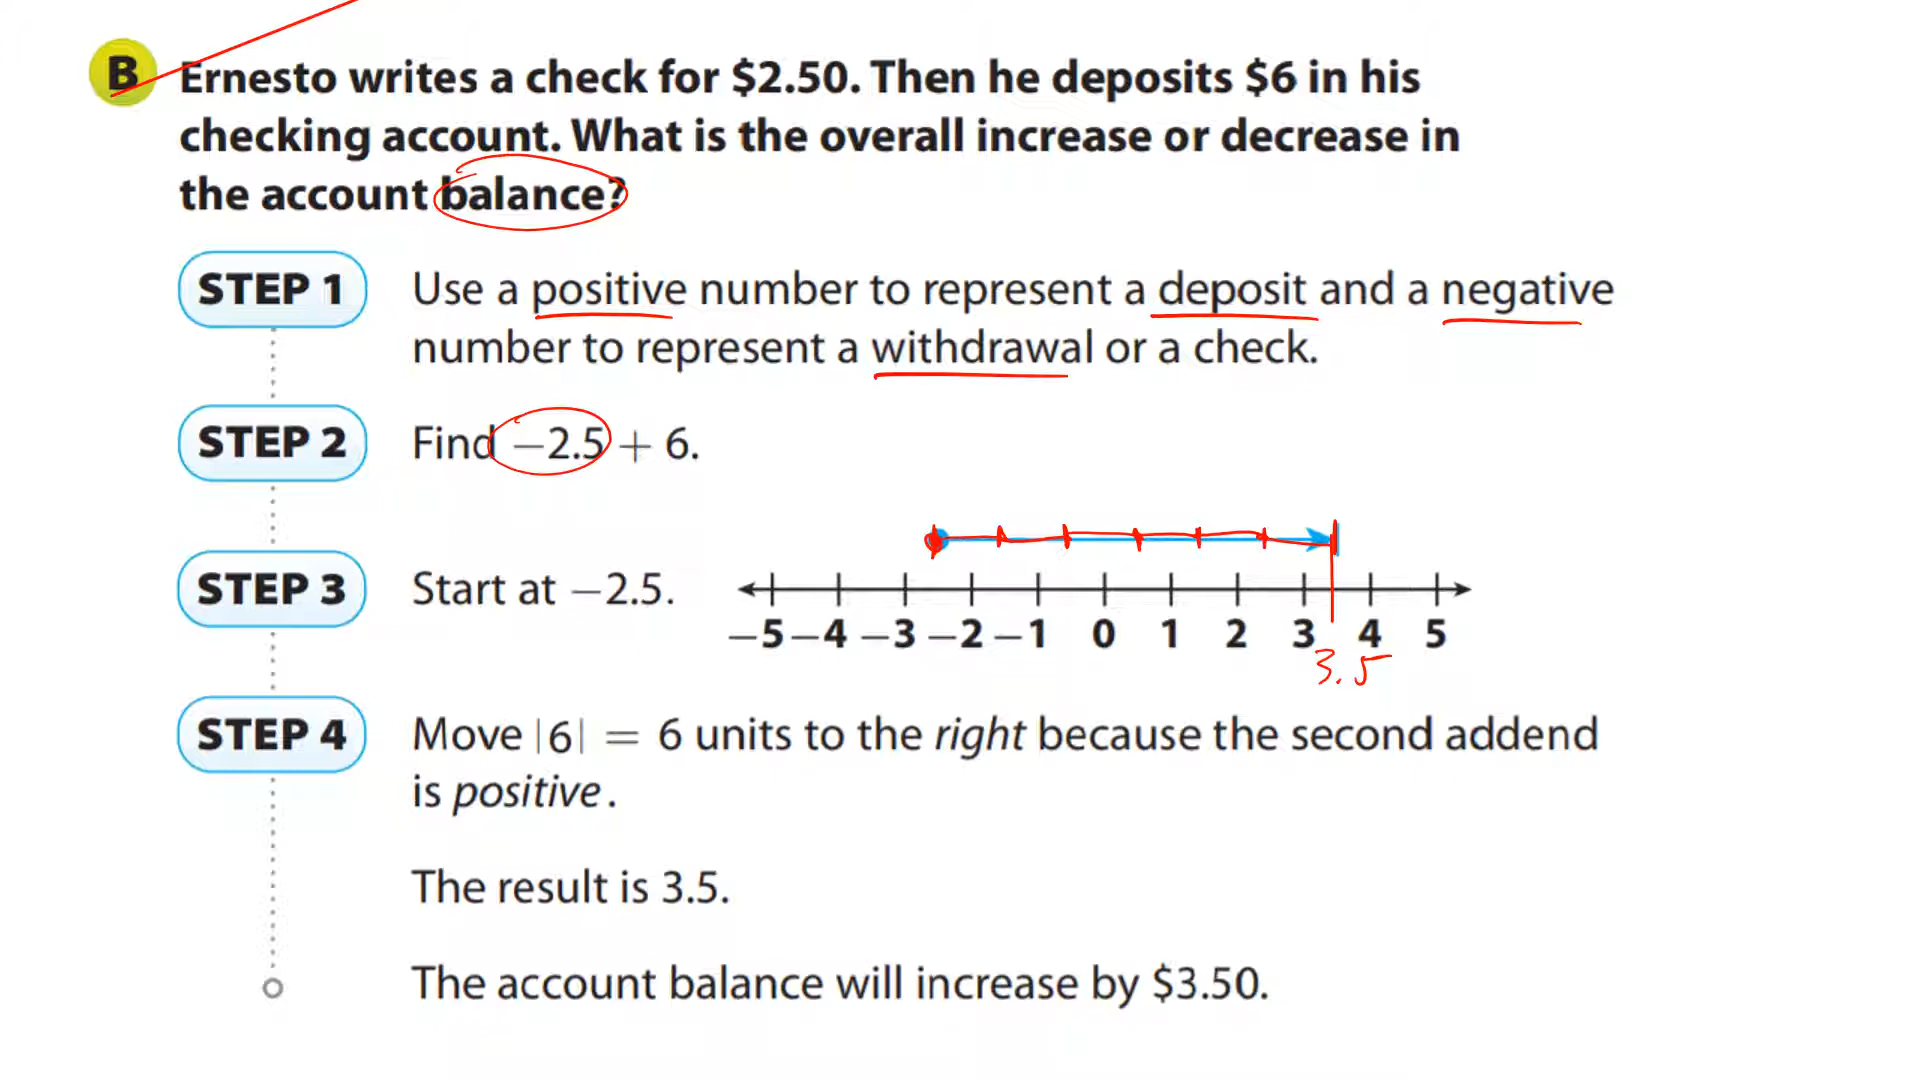 B Ernesto writes a check for $2.50. Then he deposits $6 in his
checking account. What is the overall increase or decrease in
the account balance?
STEP 1 Use a positive number to represent a deposit and a negative
number to represent a withdrawal or a check.
STEP 2 Find −2.5 + 6.
STEP 3 Start at −2.5.
−5 −4 −3 −2 −1 0 1 2 3 4 5
3.5
STEP 4 Move |6| = 6 units to the right because the second addend
is positive.
The result is 3.5.
The account balance will increase by $3.50.